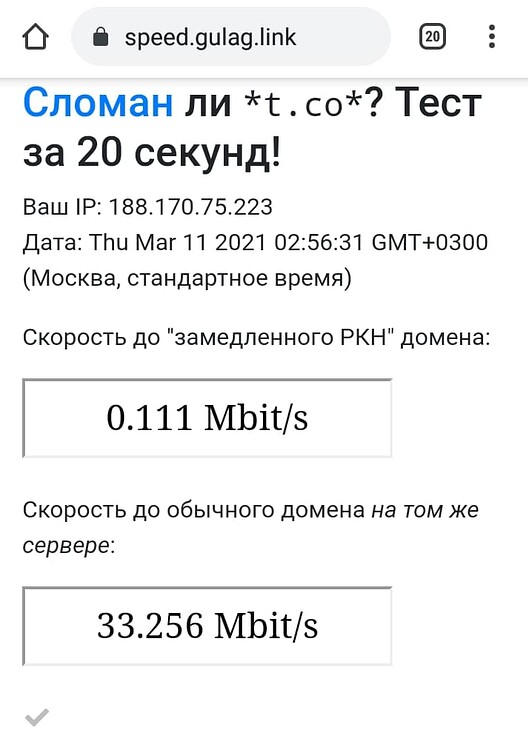 speed.gulag.link
20
Сломан ли *t.co*? Тест
за 20 секунд!
Ваш IP: 188.170.75.223
Дата: Thu Mar 11 2021 02:56:31 GMT+0300
(Москва, стандартное время)
Скорость до "замедленного РКН" домена:
0.111 Mbit/s
Скорость до обычного домена на том же
сервере:
33.256 Mbit/s